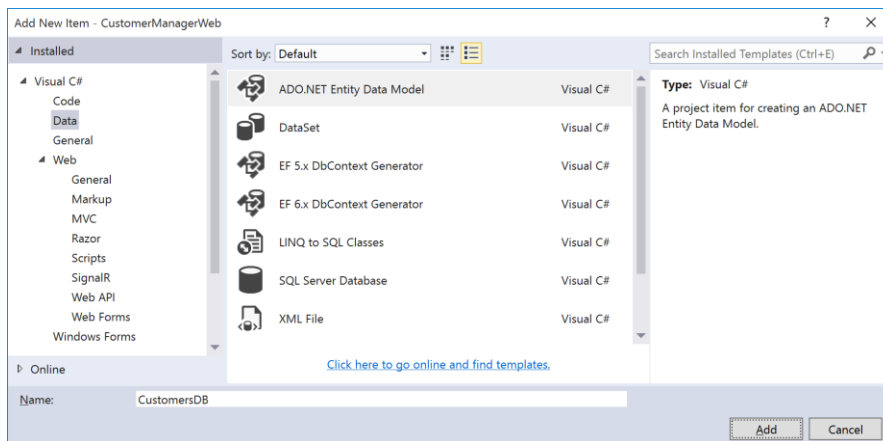 Add New Item - CustomerManagerWeb
? 
Installed
Sort by: Default
Search Installed Templates (Ctrl+E)
Visual C#
Code
Data
General
Web
General
Markup
MVC
Razor
Scripts
SignalR
Web API
Web Forms
Windows Forms
Online
ADO.NET Entity Data Model Visual C#
DataSet Visual C#
EF 5.x DbContext Generator Visual C#
EF 6.x DbContext Generator Visual C#
LINQ to SQL Classes Visual C#
SQL Server Database Visual C#
XML File Visual C#
Click here to go online and find templates.
Type: Visual C#
A project item for creating an ADO.NET
Entity Data Model.
Name: CustomersDB
Add Cancel